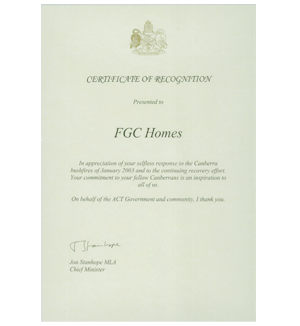 CERTIFICATE OF RECOGNITION
Presented to
FGC Homes
In appreciation of your selfless response to the Canberra
bushfires of January 2003 and to the continuing recovery effort.
Your commitment to your fellow Canberrans is an inspiration to
all of us.
On behalf of the ACT Government and community, I thank you.
Jon Stanhope MLA
Chief Minister